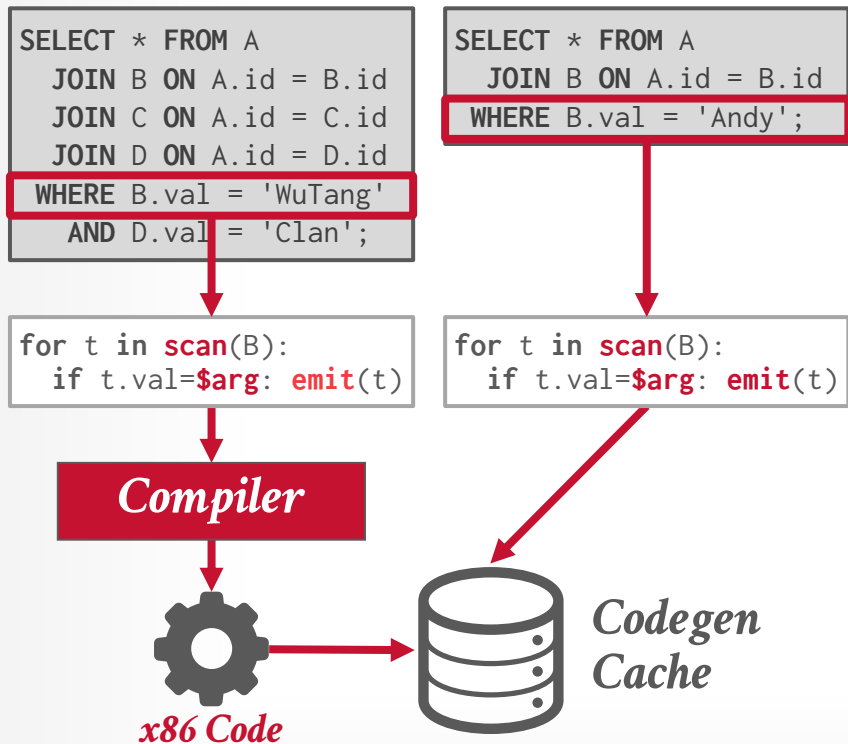 SELECT * FROM A
JOIN B ON A.id = B.id
JOIN C ON A.id = C.id
JOIN D ON A.id = D.id
WHERE B.val = 'WuTang'
AND D.val = 'Clan';
SELECT * FROM A
JOIN B ON A.id = B.id
WHERE B.val = 'Andy';
for t in scan(B):
if t.val=$arg: emit(t)
for t in scan(B):
if t.val=$arg: emit(t)
Compiler
x86 Code
Codegen
Cache